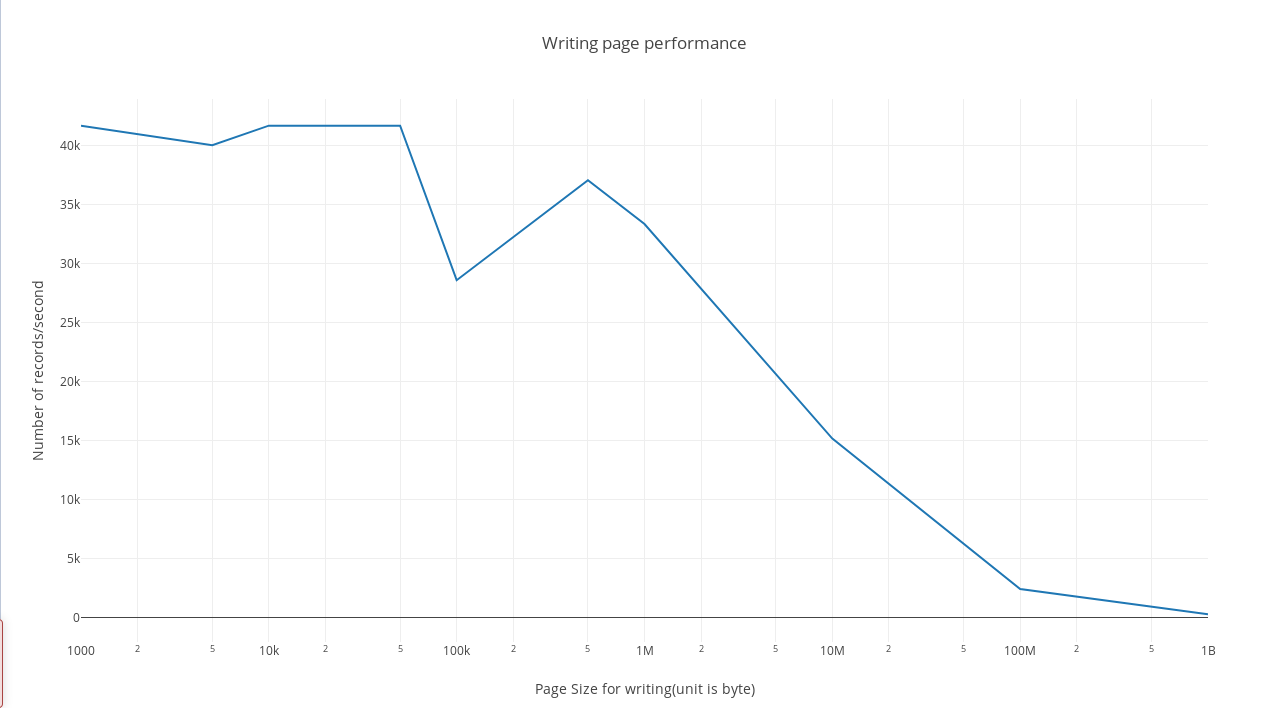 Writing page performance
40k
35k
30k
25k
20k
15k
10k
5k
0
Number of records/second
1000 2 5 10k 2 5 100k 2 5 1M 2 5 10M 2 5 100M 2 5 1B
Page Size for writing(unit is byte)